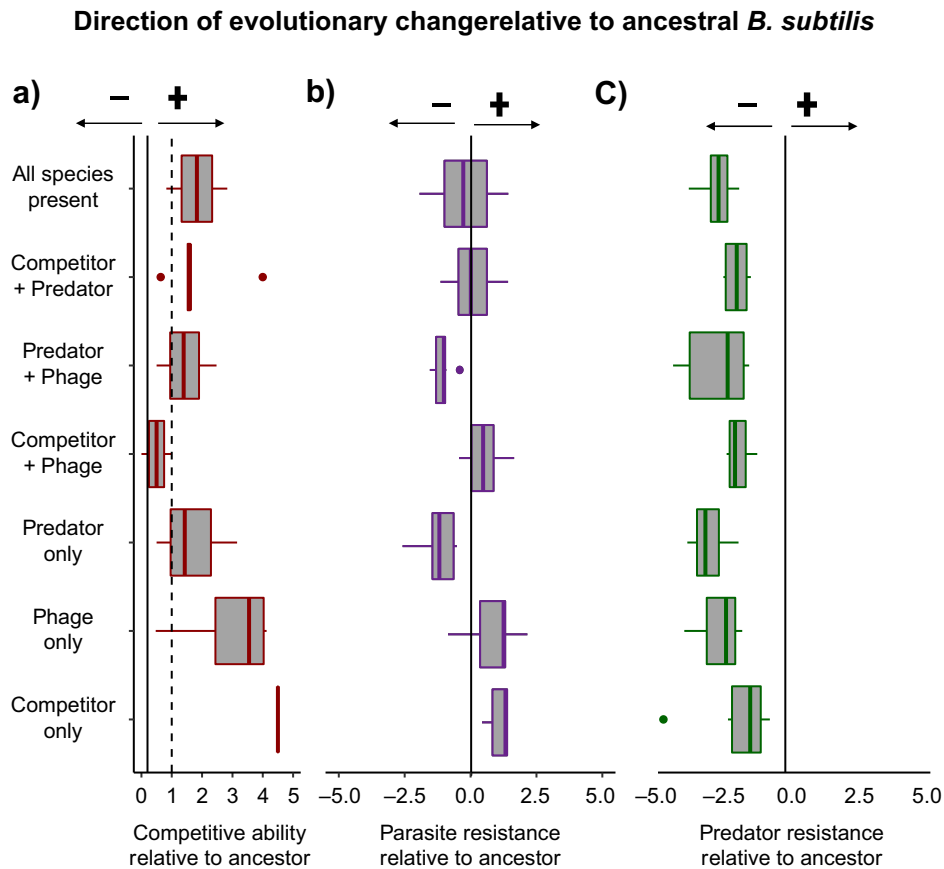 Direction of evolutionary changerelative to ancestral B. subtilis
a)
– +
b)
– +
C)
– +
All species
present
Competitor
+ Predator
Predator
+ Phage
Competitor
+ Phage
Predator
only
Phage
only
Competitor
only
0 1 2 3 4 5
–5.0 –2.5 0.0 2.5 5.0
–5.0 –2.5 0.0 2.5 5.0
Competitive ability
relative to ancestor
Parasite resistance
relative to ancestor
Predator resistance
relative to ancestor